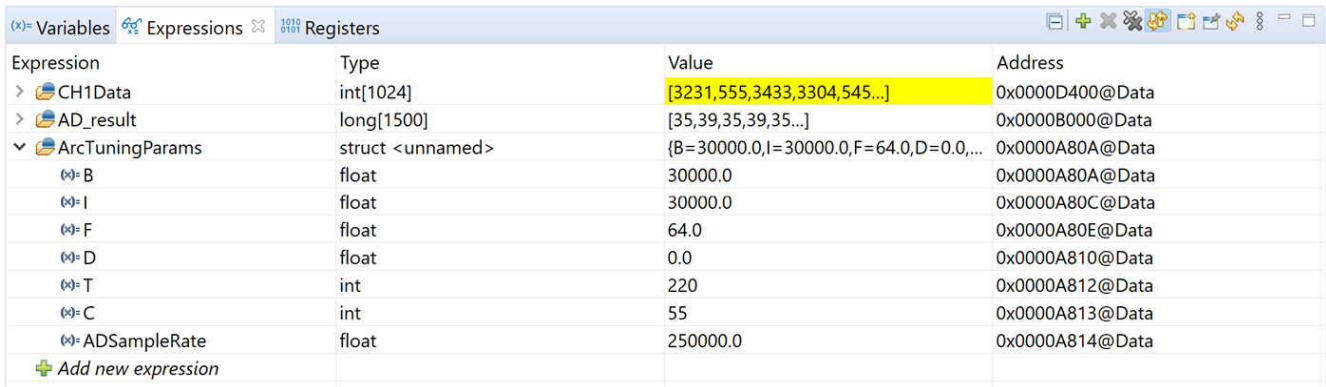 (x)= Variables Expressions Registers
Expression Type Value Address
CH1Data int[1024] [3231,555,3433,3304,545...] 0x0000D400@Data
AD_result long[1500] [35,39,35,39,35...] 0x0000B000@Data
ArcTuningParams struct <unnamed> {B=30000.0,I=30000.0,F=64.0,D=0.0,... 0x0000A80A@Data
(x)= B float 30000.0 0x0000A80A@Data
(x)= I float 30000.0 0x0000A80C@Data
(x)= F float 64.0 0x0000A80E@Data
(x)= D float 0.0 0x0000A810@Data
(x)= T int 220 0x0000A812@Data
(x)= C int 55 0x0000A813@Data
(x)= ADSampleRate float 250000.0 0x0000A814@Data
Add new expression